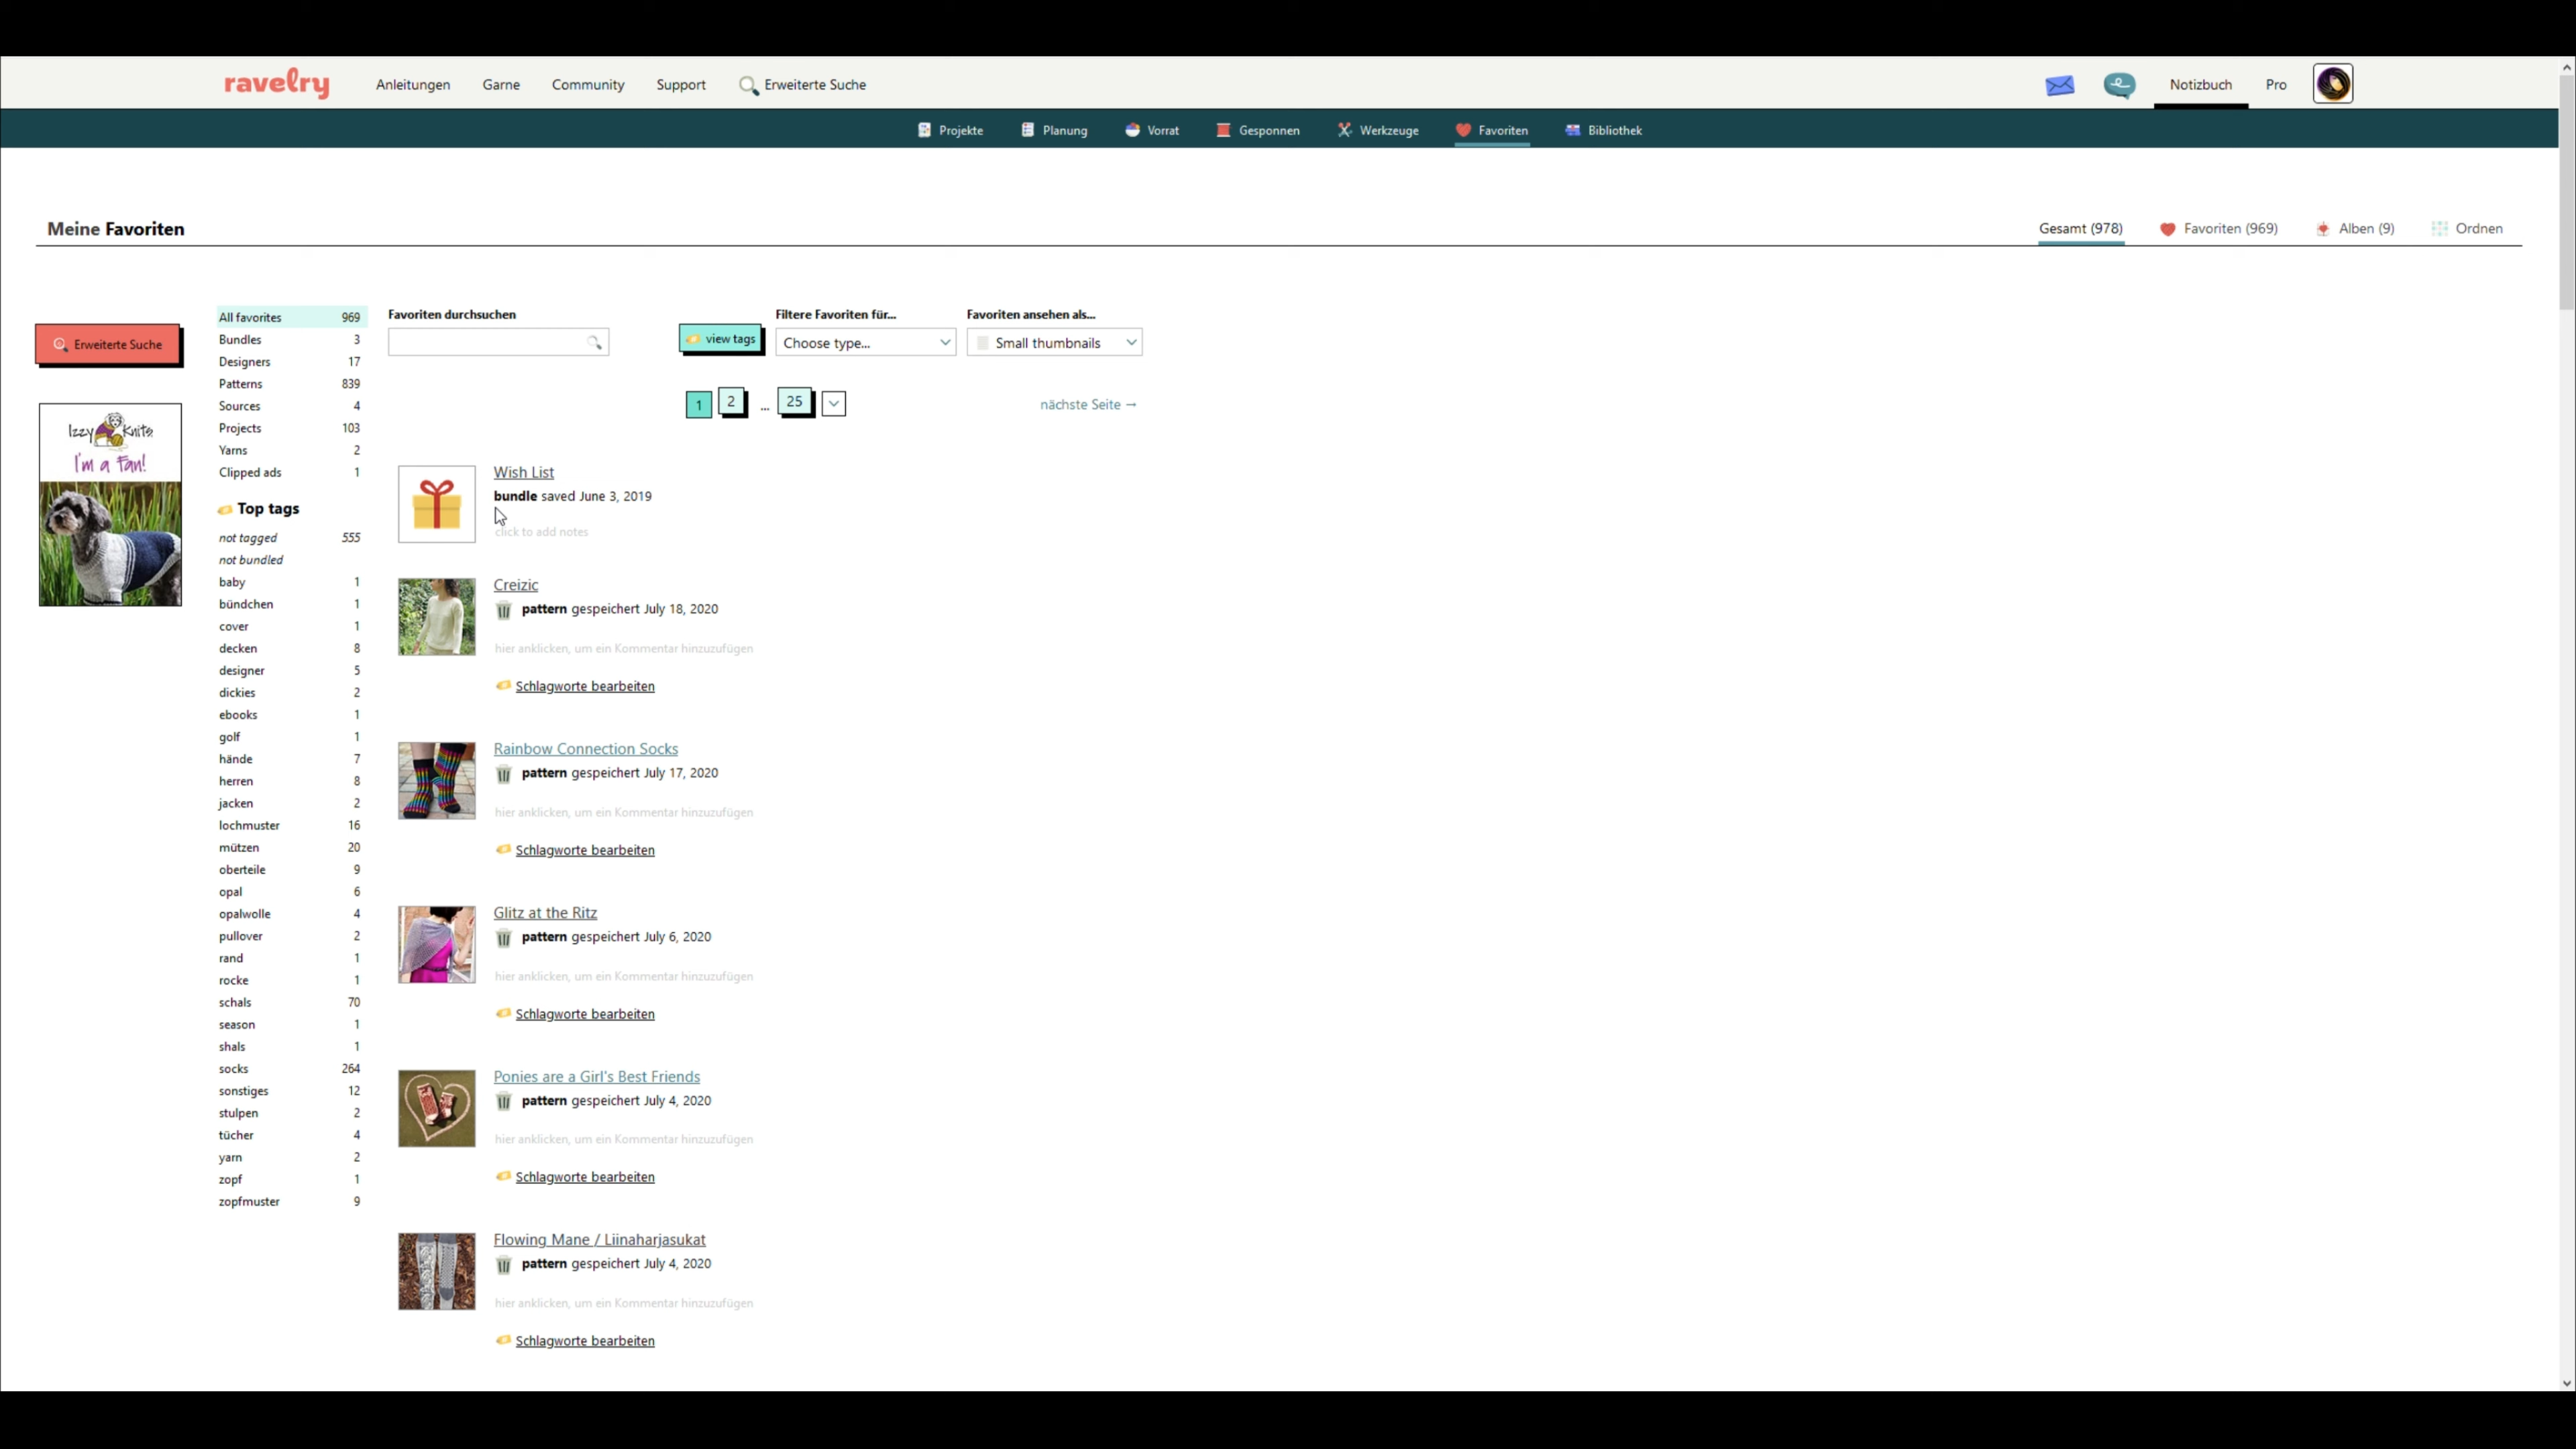 ravelry Anleitungen Garne Community Support Erweiterte Suche Notizbuch Pro
Projekte Planung Vorrat Gesponnen Werkzeuge Favoriten Bibliothek
Meine Favoriten
Gesamt (978) Favoriten (969) Alben (9) Ordnen
Erweiterte Suche
Izzy Knits
I'm a Fan!
All favorites 969
Bundles 3
Designers 17
Patterns 839
Sources 4
Projects 103
Yarns 2
Clipped ads 1
Top tags
not tagged 555
not bundled
baby 1
bündchen 1
cover 1
decken 8
designer 5
dickies 2
ebooks 1
golf 1
hände 7
herren 8
jacken 2
lochmuster 16
mützen 20
oberteile 9
opal 6
opalwolle 4
pullover 2
rand 1
rocke 1
schals 70
season 1
shals 1
socks 264
sonstiges 12
stulpen 2
tücher 4
yarn 2
zopf 1
zopfmuster 9
Favoriten durchsuchen
view tags
Filtere Favoriten für...
Choose type...
Favoriten ansehen als...
Small thumbnails
1 2 ... 25
nächste Seite →
Wish List
bundle saved June 3, 2019
click to add notes
Creizic
pattern gespeichert July 18, 2020
hier anklicken, um ein Kommentar hinzuzufügen
Schlagworte bearbeiten
Rainbow Connection Socks
pattern gespeichert July 17, 2020
hier anklicken, um ein Kommentar hinzuzufügen
Schlagworte bearbeiten
Glitz at the Ritz
pattern gespeichert July 6, 2020
hier anklicken, um ein Kommentar hinzuzufügen
Schlagworte bearbeiten
Ponies are a Girl's Best Friends
pattern gespeichert July 4, 2020
hier anklicken, um ein Kommentar hinzuzufügen
Schlagworte bearbeiten
Flowing Mane / Liinaharjasukat
pattern gespeichert July 4, 2020
hier anklicken, um ein Kommentar hinzuzufügen
Schlagworte bearbeiten